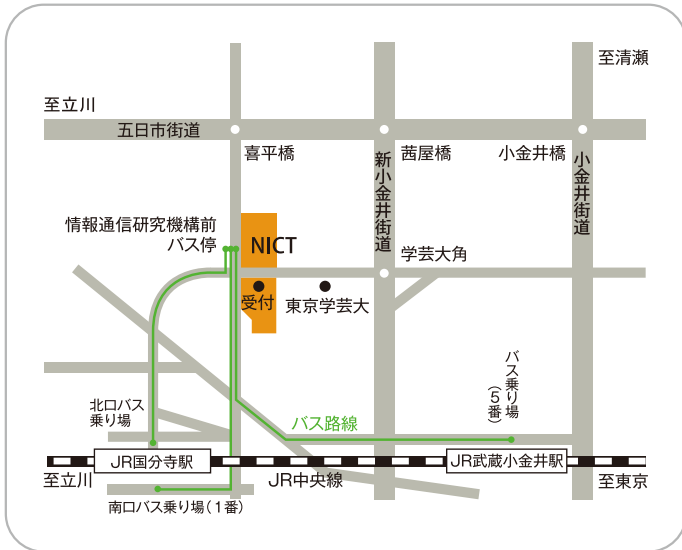 至清瀬
至立川
五日市街道
喜平橋
茜屋橋
小金井橋
新小金井街道
小金井街道
情報通信研究機構前
バス停
NICT
学芸大角
受付
東京学芸大
バス乗り場
（5番）
北口バス
乗り場
バス路線
JR国分寺駅
JR武蔵小金井駅
至立川
JR中央線
至東京
南口バス乗り場（1番）